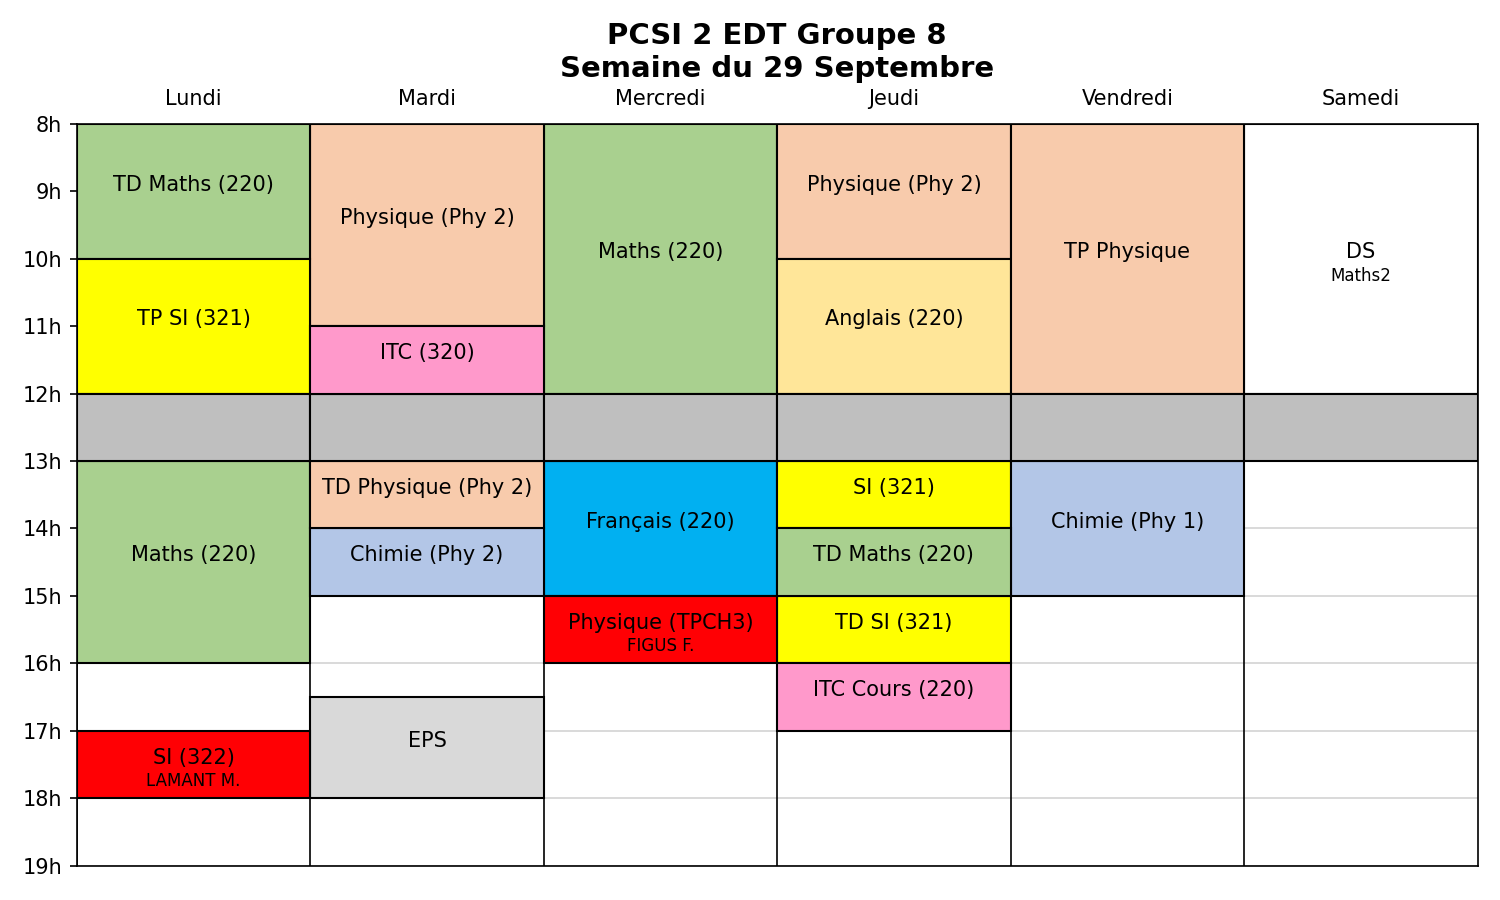 PCSI 2 EDT Groupe 8
Semaine du 29 Septembre
Lundi Mardi Mercredi Jeudi Vendredi Samedi
8h
TD Maths (220) Physique (Phy 2)
9h
Physique (Phy 2)
10h
Maths (220) TP Physique DS
Maths2
TP SI (321) Anglais (220)
11h
ITC (320)
12h
13h
TD Physique (Phy 2) SI (321)
Français (220) Chimie (Phy 1)
14h
Maths (220) Chimie (Phy 2) TD Maths (220)
15h
Physique (TPCH3) TD SI (321)
FIGUS F.
16h
ITC Cours (220)
17h
EPS
SI (322)
LAMANT M.
18h
19h